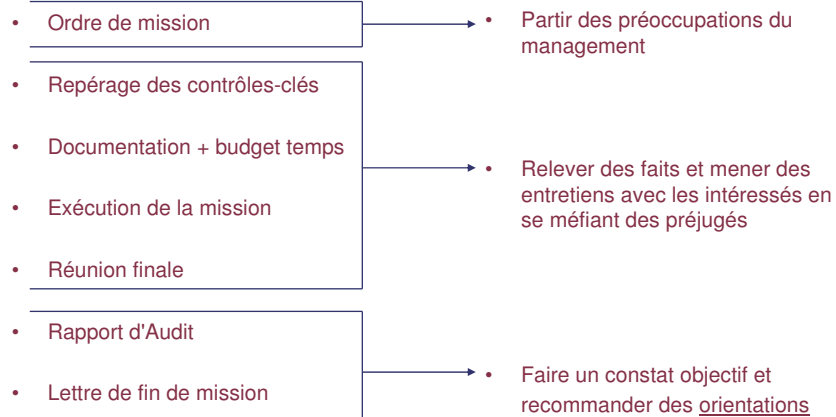 • Ordre de mission
• Partir des préoccupations du
management
• Repérage des contrôles-clés
• Documentation + budget temps
• Exécution de la mission
• Réunion finale
• Relever des faits et mener des
entretiens avec les intéressés en
se méfiant des préjugés
• Rapport d'Audit
• Lettre de fin de mission
• Faire un constat objectif et
recommander des orientations